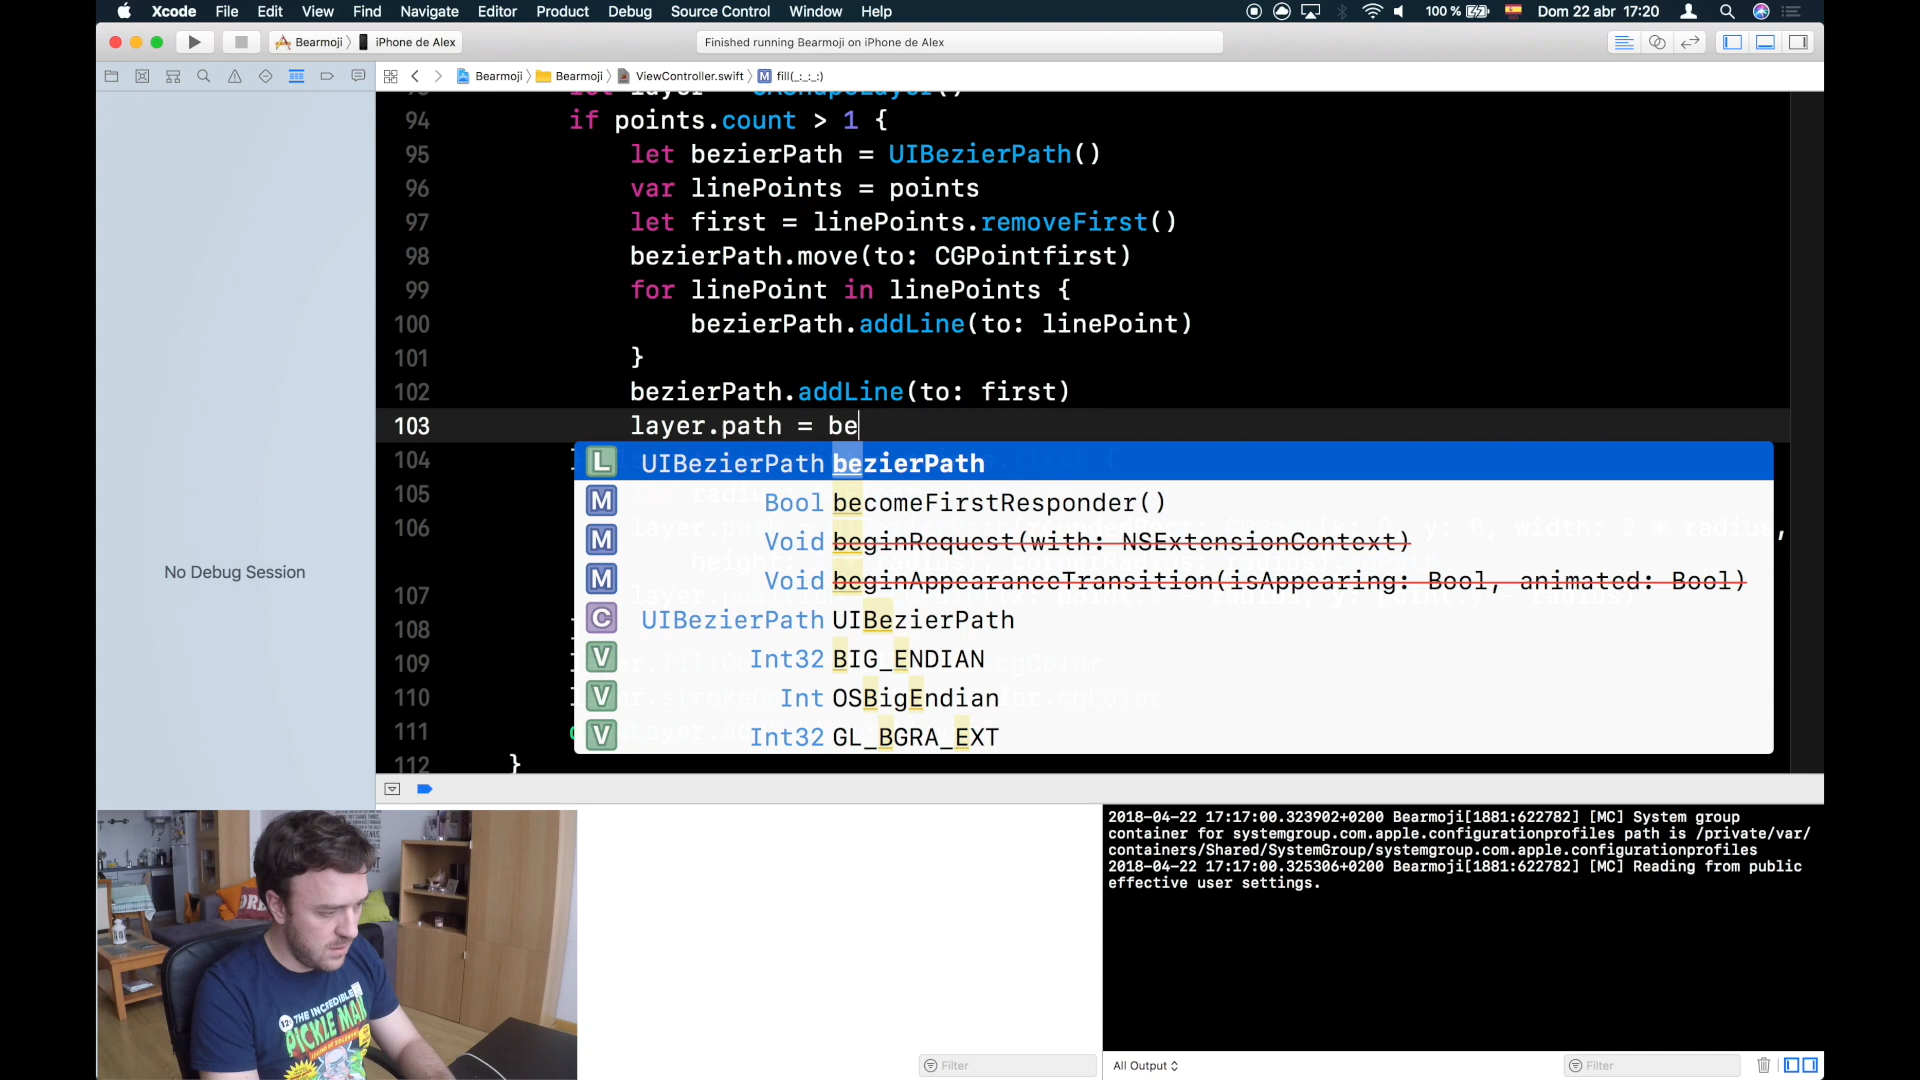 Xcode File Edit View Find Navigate Editor Product Debug Source Control Window Help 100 % Dom 22 abr 17:20
Bearmoji iPhone de Alex Finished running Bearmoji on iPhone de Alex
Bearmoji Bearmoji ViewController.swift M fill(_:_:_:)
94 if points.count > 1 {
95 let bezierPath = UIBezierPath()
96 var linePoints = points
97 let first = linePoints.removeFirst()
98 bezierPath.move(to: CGPointfirst)
99 for linePoint in linePoints {
100 bezierPath.addLine(to: linePoint)
101 }
102 bezierPath.addLine(to: first)
103 layer.path = be
104
L UIBezierPath bezierPath
105
M Bool becomeFirstResponder()
106
M Void beginRequest(with: NSExtensionContext)
M Void beginAppearanceTransition(isAppearing: Bool, animated: Bool)
107
C UIBezierPath UIBezierPath
108
V Int32 BIG_ENDIAN
109
V Int OSBigEndian
110
V Int32 GL_BGRA_EXT
111
112 }
No Debug Session
2018-04-22 17:17:00.323902+0200 Bearmoji[1881:622782] [MC] System group
container for systemgroup.com.apple.configurationprofiles path is /private/var/
containers/Shared/SystemGroup/systemgroup.com.apple.configurationprofiles
2018-04-22 17:17:00.325306+0200 Bearmoji[1881:622782] [MC] Reading from public
effective user settings.
THE INCREDIBLE
PICKLE MAN
12¢
Filter All Output Filter